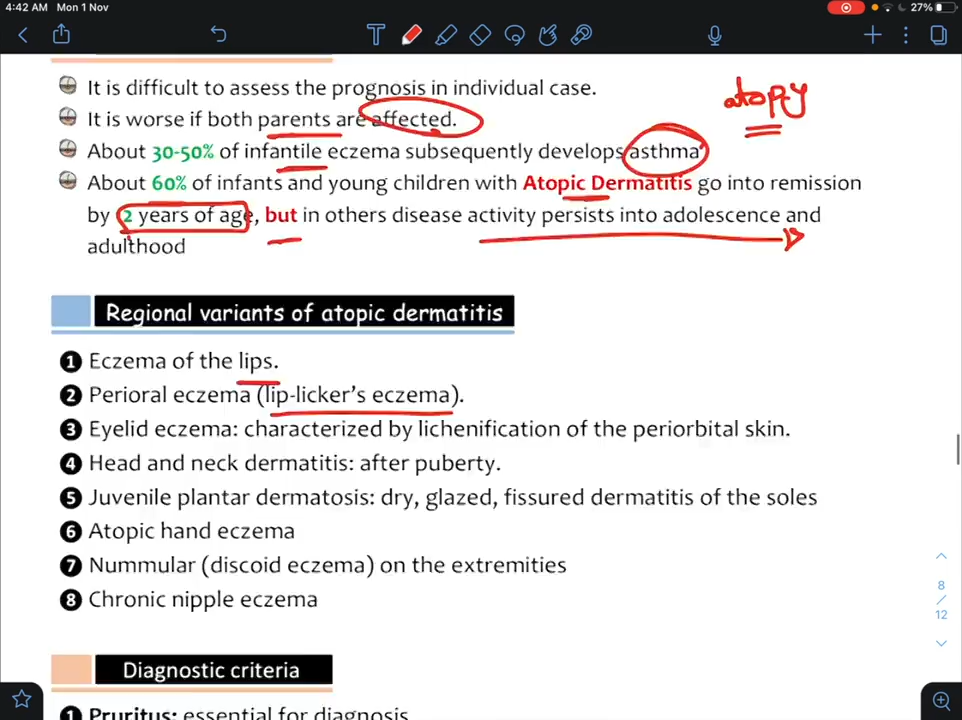 4:42 AM Mon 1 Nov
27%
It is difficult to assess the prognosis in individual case.
atopy
It is worse if both parents are affected.
About 30-50% of infantile eczema subsequently develops asthma
About 60% of infants and young children with Atopic Dermatitis go into remission
by 2 years of age, but in others disease activity persists into adolescence and
adulthood
Regional variants of atopic dermatitis
1 Eczema of the lips.
2 Perioral eczema (lip-licker's eczema).
3 Eyelid eczema: characterized by lichenification of the periorbital skin.
4 Head and neck dermatitis: after puberty.
5 Juvenile plantar dermatosis: dry, glazed, fissured dermatitis of the soles
6 Atopic hand eczema
7 Nummular (discoid eczema) on the extremities
8 Chronic nipple eczema
8
/
12
Diagnostic criteria
1 Pruritus: essential for diagnosis